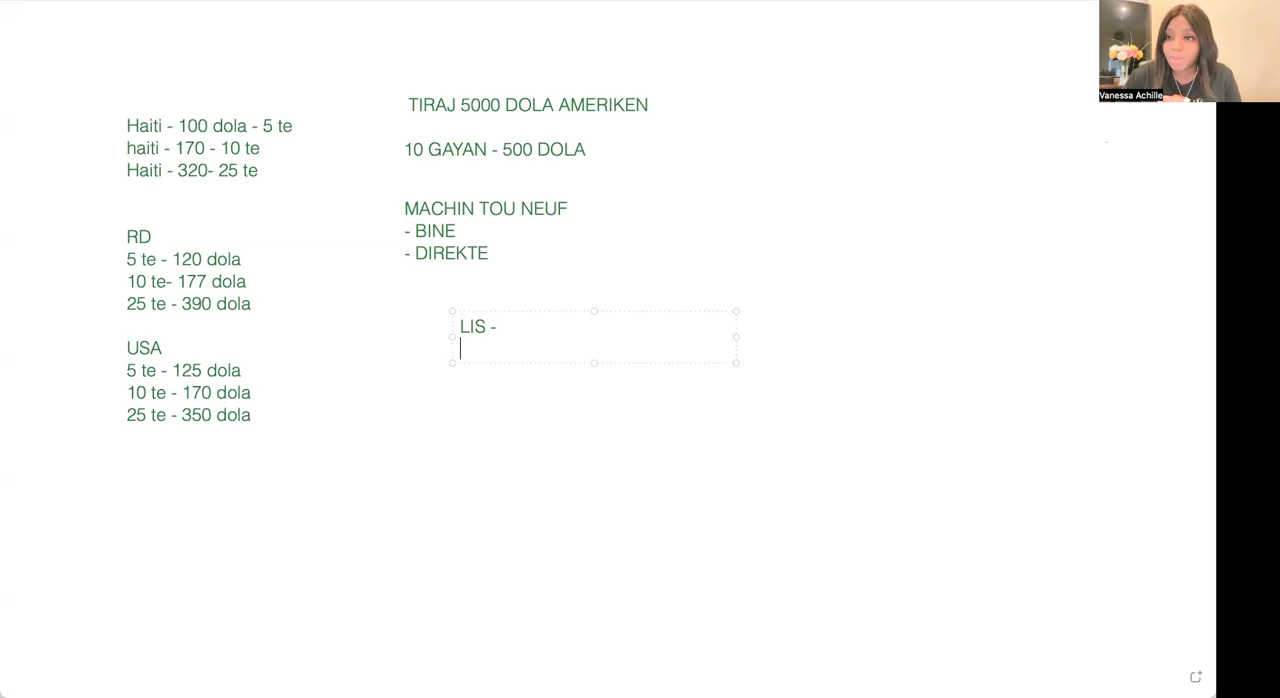 Haiti - 100 dola - 5 te
haiti - 170 - 10 te
Haiti - 320- 25 te
RD
5 te - 120 dola
10 te- 177 dola
25 te - 390 dola
USA
5 te - 125 dola
10 te - 170 dola
25 te - 350 dola
TIRAJ 5000 DOLA AMERIKEN
10 GAYAN - 500 DOLA
MACHIN TOU NEUF
- BINE
- DIREKTE
LIS -
Vanessa Achille